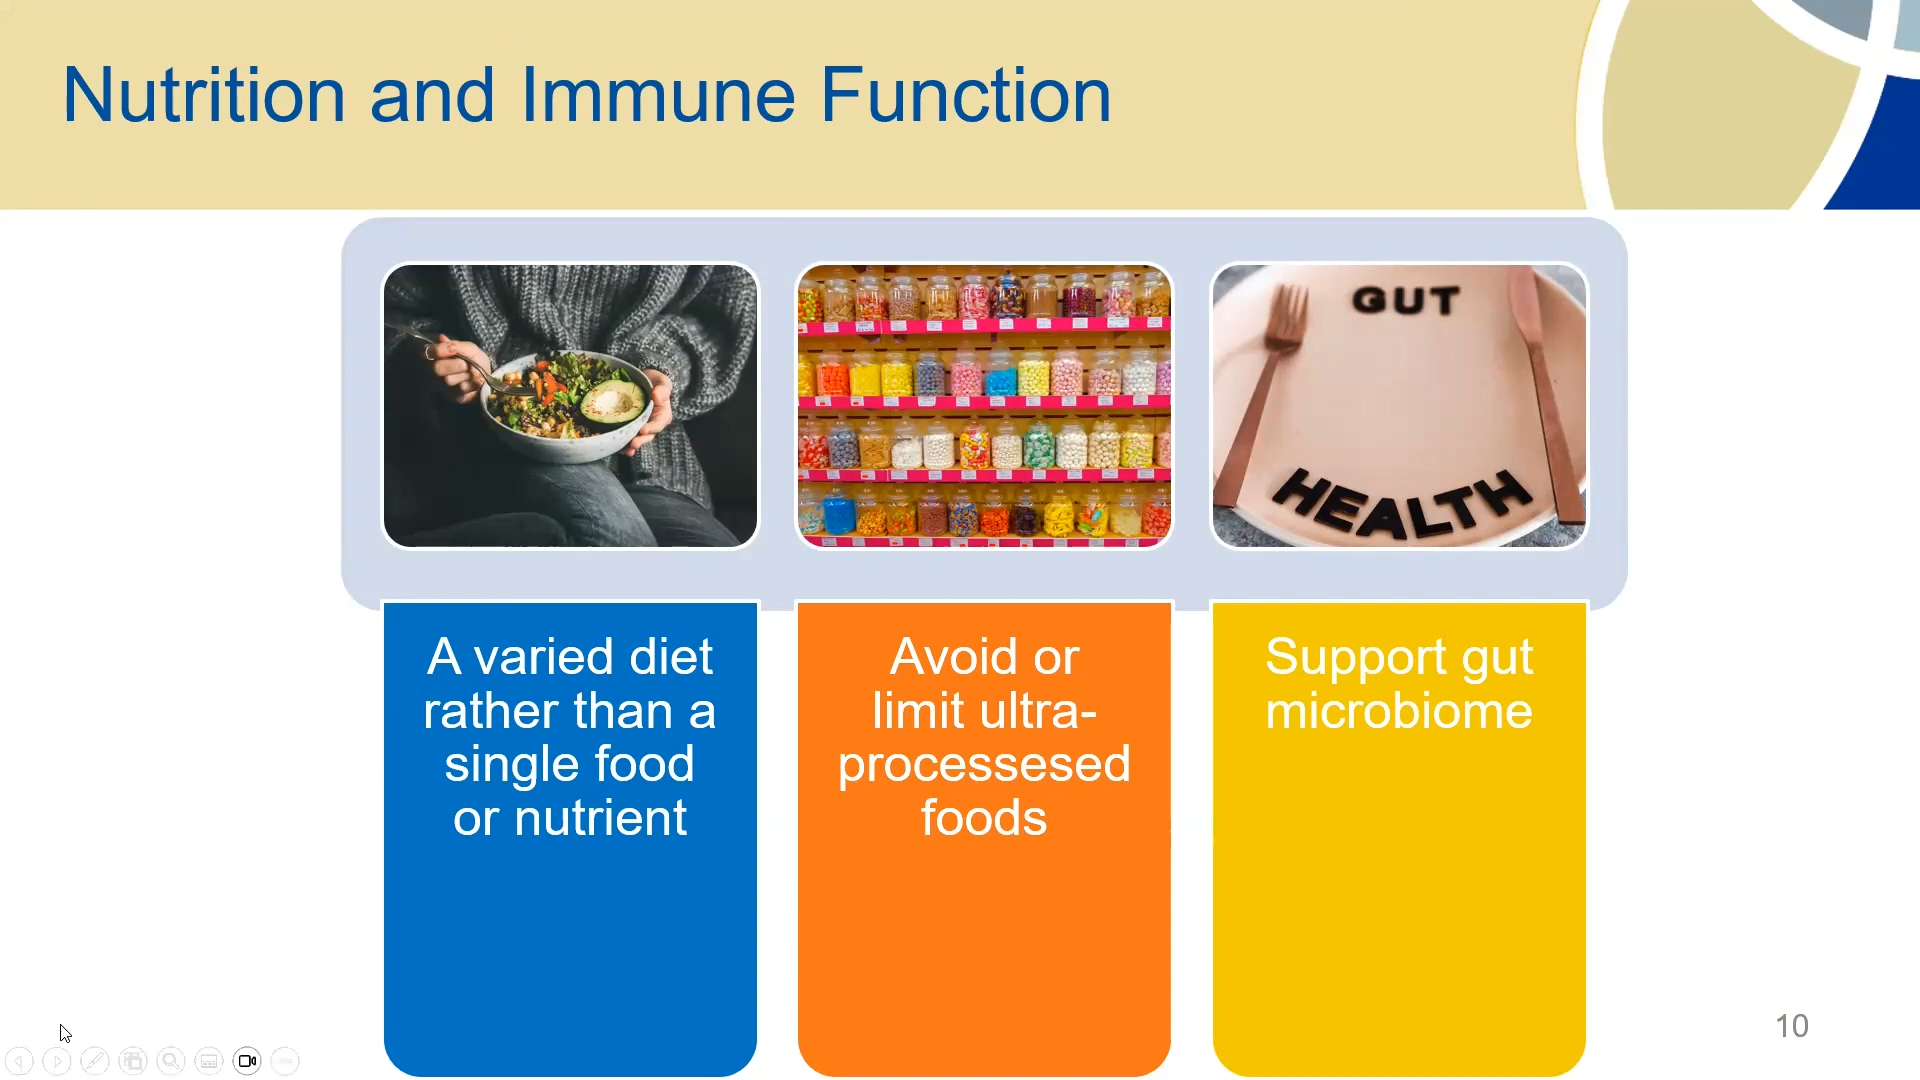 Nutrition and Immune Function
GUT
HEALTH
A varied diet
rather than a
single food
or nutrient
Avoid or
limit ultra-
processesed
foods
Support gut
microbiome
10